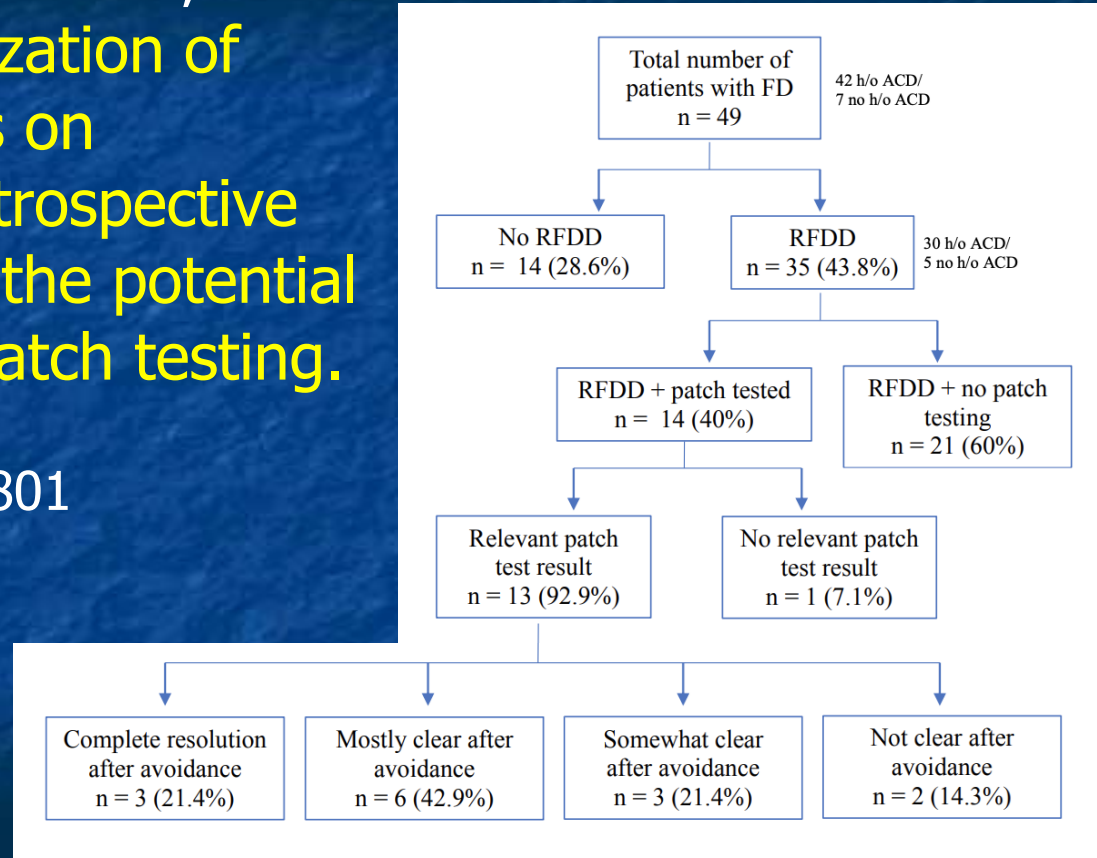 zation of
s on
trospective
the potential
atch testing.
801
Total number of
patients with FD
n = 49
42 h/o ACD/
7 no h/o ACD
No RFDD
n = 14 (28.6%)
RFDD
n = 35 (43.8%)
30 h/o ACD/
5 no h/o ACD
RFDD + patch tested
n = 14 (40%)
RFDD + no patch
testing
n = 21 (60%)
Relevant patch
test result
n = 13 (92.9%)
No relevant patch
test result
n = 1 (7.1%)
Complete resolution
after avoidance
n = 3 (21.4%)
Mostly clear after
avoidance
n = 6 (42.9%)
Somewhat clear
after avoidance
n = 3 (21.4%)
Not clear after
avoidance
n = 2 (14.3%)